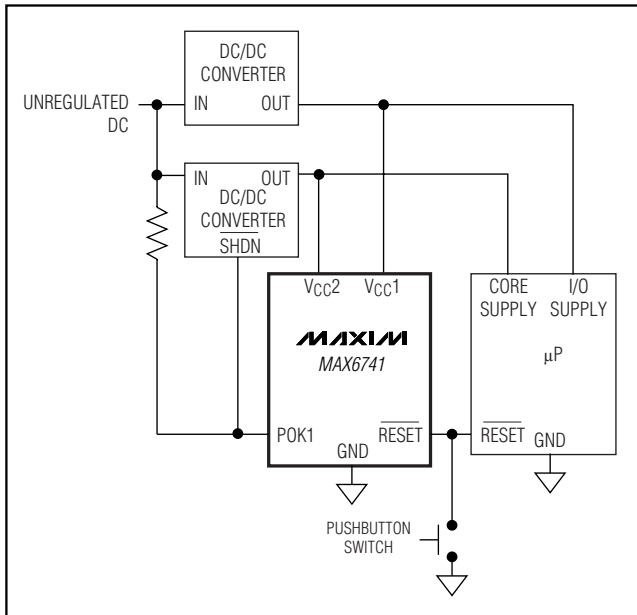 DC/DC
CONVERTER
UNREGULATED
DC
IN
OUT
IN
OUT
DC/DC
CONVERTER
SHDN
VCC2
VCC1
CORE
SUPPLY
I/O
SUPPLY
MAXIM
MAX6741
μP
POK1
RESET
GND
RESET
GND
PUSHBUTTON
SWITCH